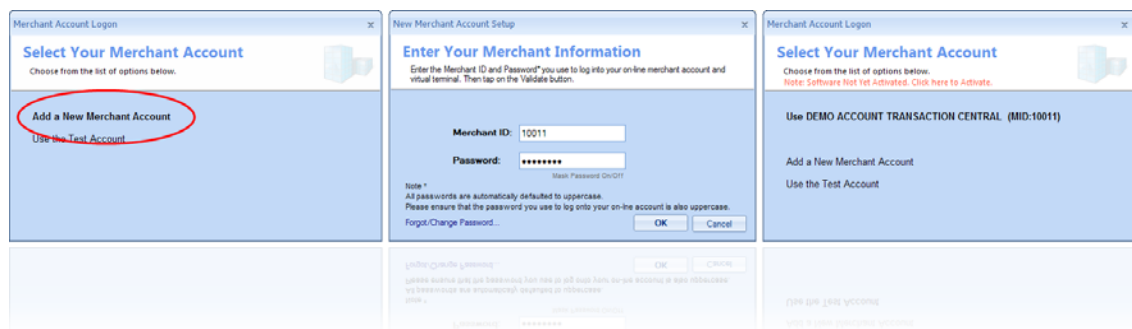 Merchant Account Logon x
Select Your Merchant Account
Choose from the list of options below.
Add a New Merchant Account
Use the Test Account
New Merchant Account Setup x
Enter Your Merchant Information
Enter the Merchant ID and Password* you use to log into your on-line merchant account and
virtual terminal. Then tap on the Validate button.
Merchant ID: 10011
Password: ••••••••
Mask Password On/Off
Note *
All passwords are automatically defaulted to uppercase.
Please ensure that the password you use to log onto your on-line account is also uppercase.
Forgot/Change Password...
OK Cancel
Merchant Account Logon x
Select Your Merchant Account
Choose from the list of options below.
Note: Software Not Yet Activated. Click here to Activate.
Use DEMO ACCOUNT TRANSACTION CENTRAL (MID:10011)
Add a New Merchant Account
Use the Test Account